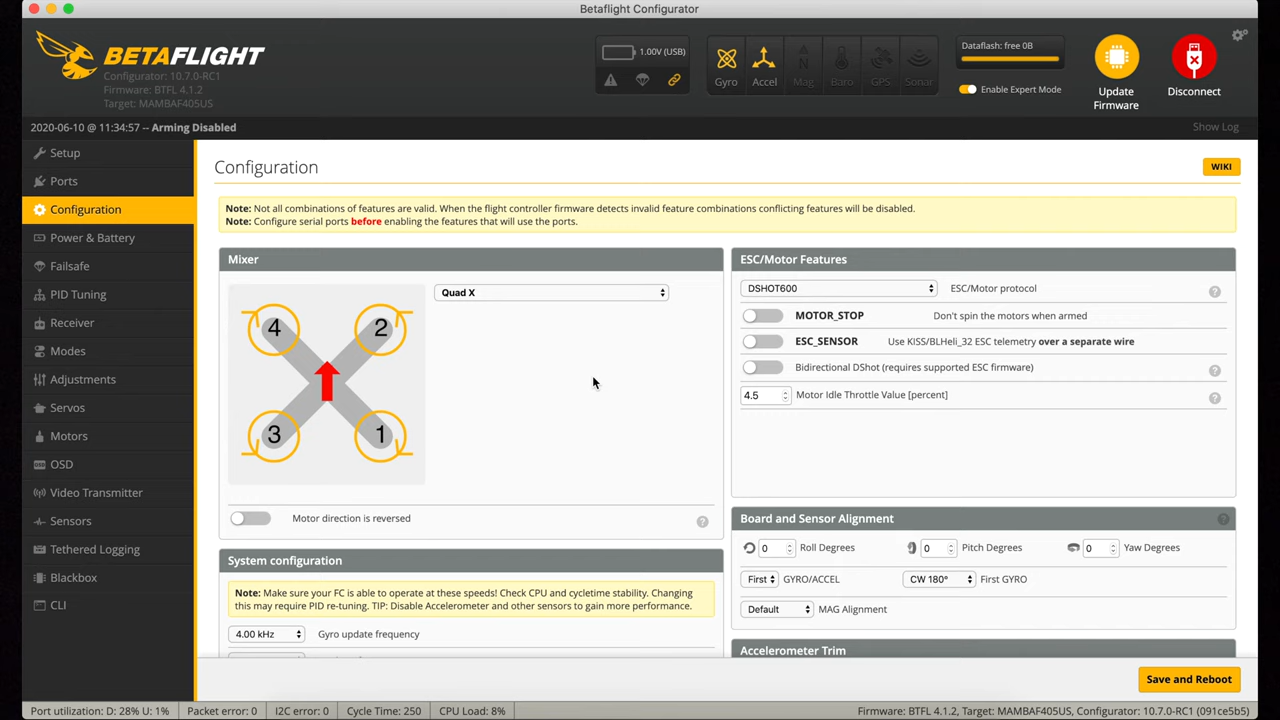 Betaflight Configurator
BETAFLIGHT
Configurator: 10.7.0-RC1
Firmware: BTFL 4.1.2
Target: MAMBAF405US
1.00V (USB)
Gyro
Accel
Mag
Baro
GPS
Sonar
Dataflash: free 0B
Enable Expert Mode
Update
Firmware
Disconnect
2020-06-10 @ 11:34:57 -- Arming Disabled
Show Log
Setup
Ports
Configuration
Power & Battery
Failsafe
PID Tuning
Receiver
Modes
Adjustments
Servos
Motors
OSD
Video Transmitter
Sensors
Tethered Logging
Blackbox
CLI
Configuration
WIKI
Note: Not all combinations of features are valid. When the flight controller firmware detects invalid feature combinations conflicting features will be disabled.
Note: Configure serial ports before enabling the features that will use the ports.
Mixer
Quad X
4
2
3
1
Motor direction is reversed
System configuration
Note: Make sure your FC is able to operate at these speeds! Check CPU and cycletime stability. Changing
this may require PID re-tuning. TIP: Disable Accelerometer and other sensors to gain more performance.
4.00 kHz Gyro update frequency
ESC/Motor Features
DSHOT600 ESC/Motor protocol
MOTOR_STOP Don't spin the motors when armed
ESC_SENSOR Use KISS/BLHeli_32 ESC telemetry over a separate wire
Bidirectional DShot (requires supported ESC firmware)
4.5 Motor Idle Throttle Value [percent]
Board and Sensor Alignment
0 Roll Degrees 0 Pitch Degrees 0 Yaw Degrees
First GYRO/ACCEL CW 180° First GYRO
Default MAG Alignment
Accelerometer Trim
Save and Reboot
Port utilization: D: 28% U: 1% Packet error: 0 I2C error: 0 Cycle Time: 250 CPU Load: 8% Firmware: BTFL 4.1.2, Target: MAMBAF405US, Configurator: 10.7.0-RC1 (091ce5b5)